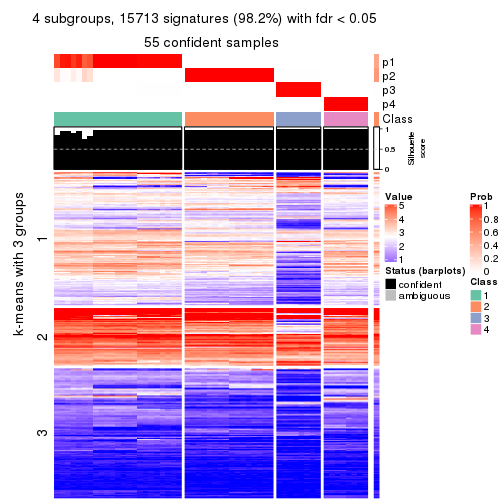 4 subgroups, 15713 signatures (98.2%) with fdr < 0.05
55 confident samples
p1
p2
p3
p4
Class
1
0.5
0
Silhouette
score
k-means with 3 groups
1
2
3
Value
5
4
3
2
1
Prob
1
0.8
0.6
0.4
0.2
0
Status (barplots)
confident
ambiguous
Class
1
2
3
4